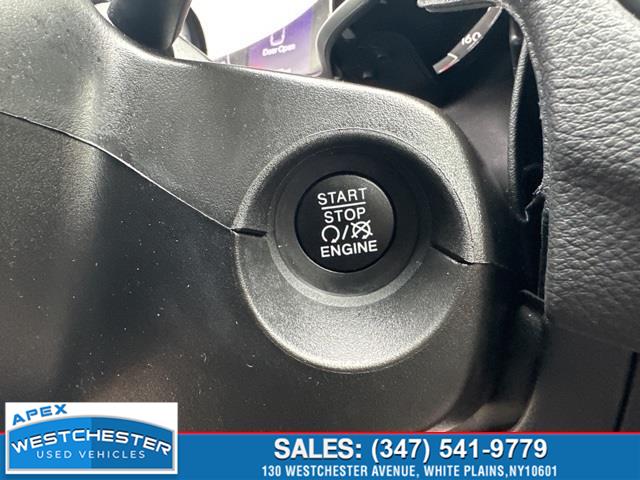 Door Open
160
START
STOP
ENGINE
APEX
WESTCHESTER
USED VEHICLES
SALES: (347) 541-9779
130 WESTCHESTER AVENUE, WHITE PLAINS,NY10601